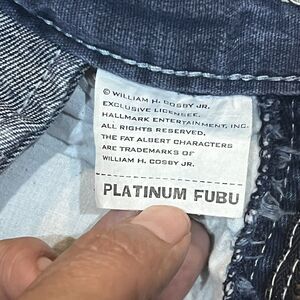 © WILLIAM H. COSBY JR.
EXCLUSIVE LICENSEE.
HALLMARK ENTERTAINMENT, INC.
ALL RIGHTS RESERVED.
THE FAT ALBERT CHARACTERS
ARE TRADEMARKS OF
WILLIAM H. COSBY JR.
PLATINUM FUBU